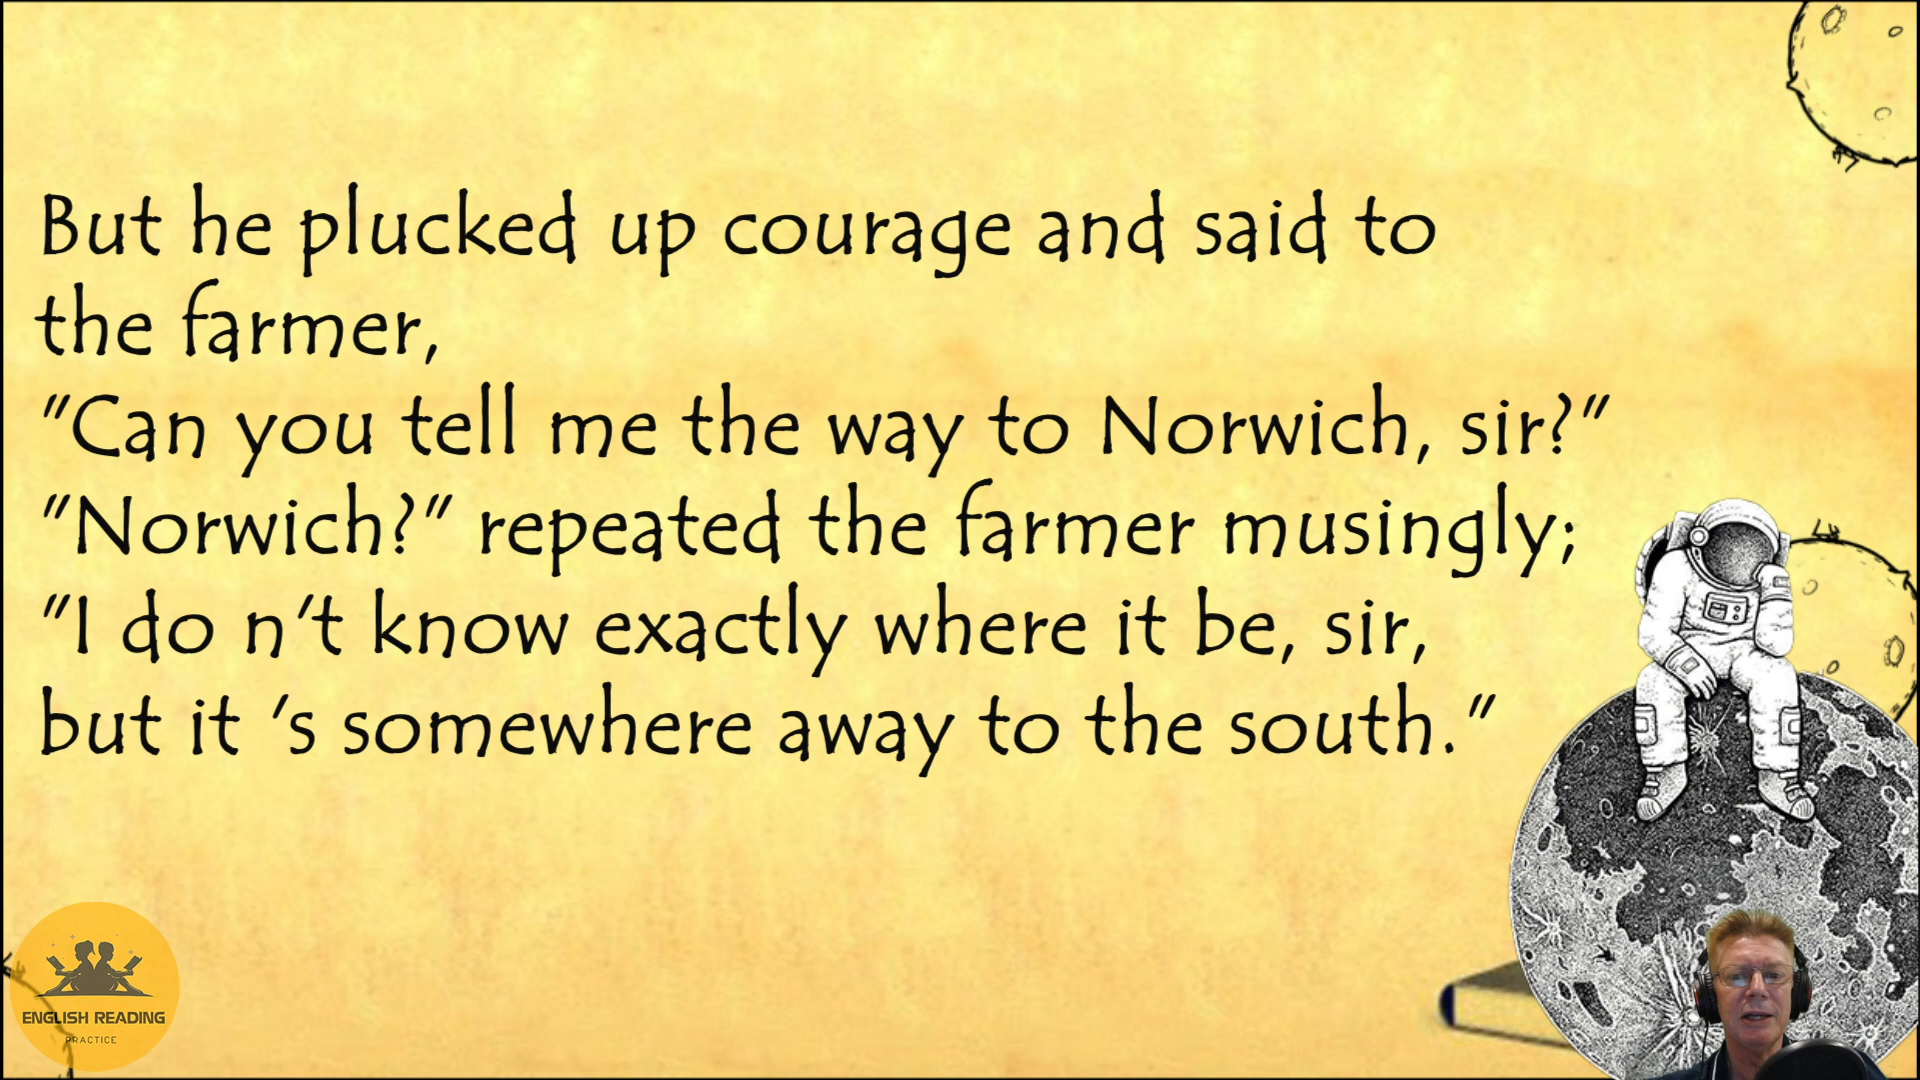 But he plucked up courage and said to
the farmer,
"Can you tell me the way to Norwich, sir?"
"Norwich?" repeated the farmer musingly;
"I do n't know exactly where it be, sir,
but it 's somewhere away to the south."
ENGLISH READING
PRACTICE